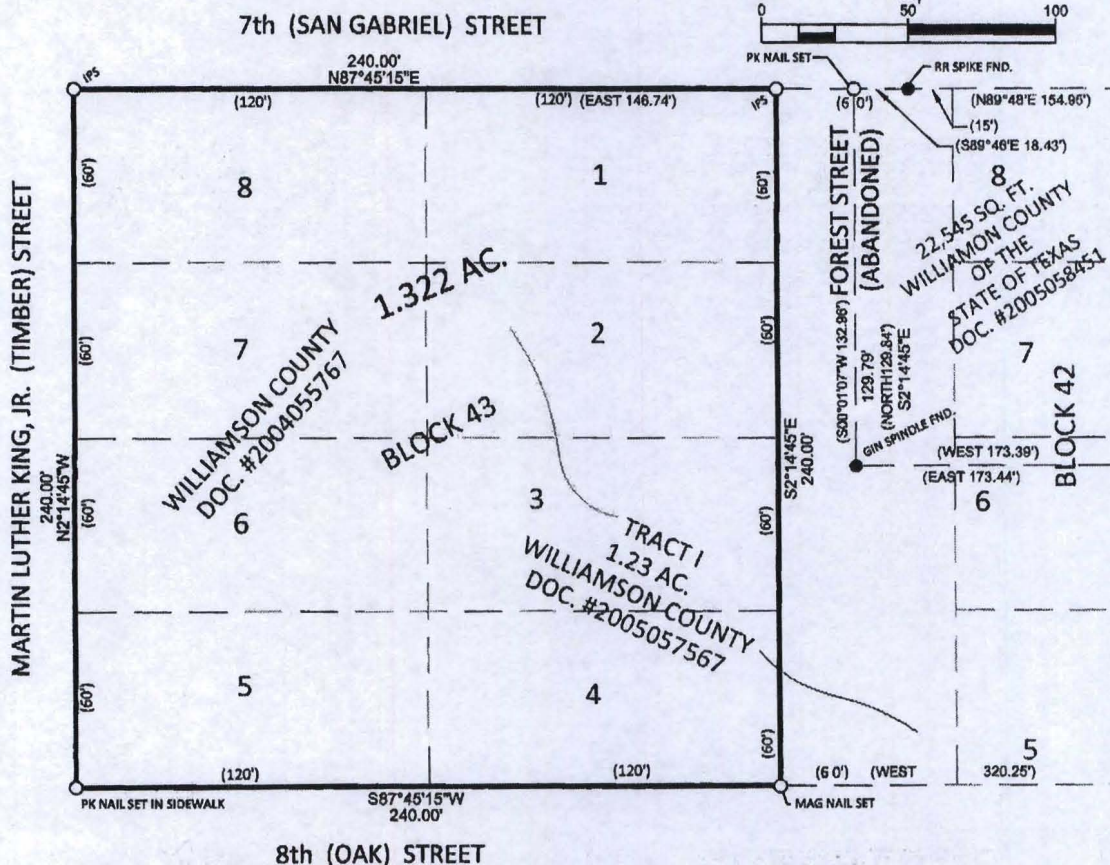 7th (SAN GABRIEL) STREET
0 50' 100
PK NAIL SET
RR SPIKE FND.
240.00'
N87°45'15"E
IPS
(120')
(120') (EAST 146.74')
IPS
(6 0')
(N89°48'E 154.95')
(15')
(S89°46'E 18.43')
(60')
8
1
(60')
FOREST STREET
(ABANDONED)
8
22,545 SQ. FT.
WILLIAMON COUNTY
OF THE
STATE OF TEXAS
DOC. #2005058451
1.322 AC.
MARTIN LUTHER KING, JR. (TIMBER) STREET
(60')
7
2
(60')
(S00°01'07"W 132.86')
129.79'
(NORTH129.84')
S2°14'45"E
7
BLOCK 42
WILLIAMSON COUNTY
DOC. #2004055767
BLOCK 43
GIN SPINDLE FND.
(WEST 173.39')
(EAST 173.44')
240.00'
N2°14'45"W
(60')
6
3
S2°14'45"E
240.00'
(60')
6
TRACT I
1.23 AC.
WILLIAMSON COUNTY
DOC. #2005057567
(60')
5
4
(60')
5
(120')
(120')
(6 0') (WEST 320.25')
PK NAIL SET IN SIDEWALK
S87°45'15"W
240.00'
MAG NAIL SET
8th (OAK) STREET